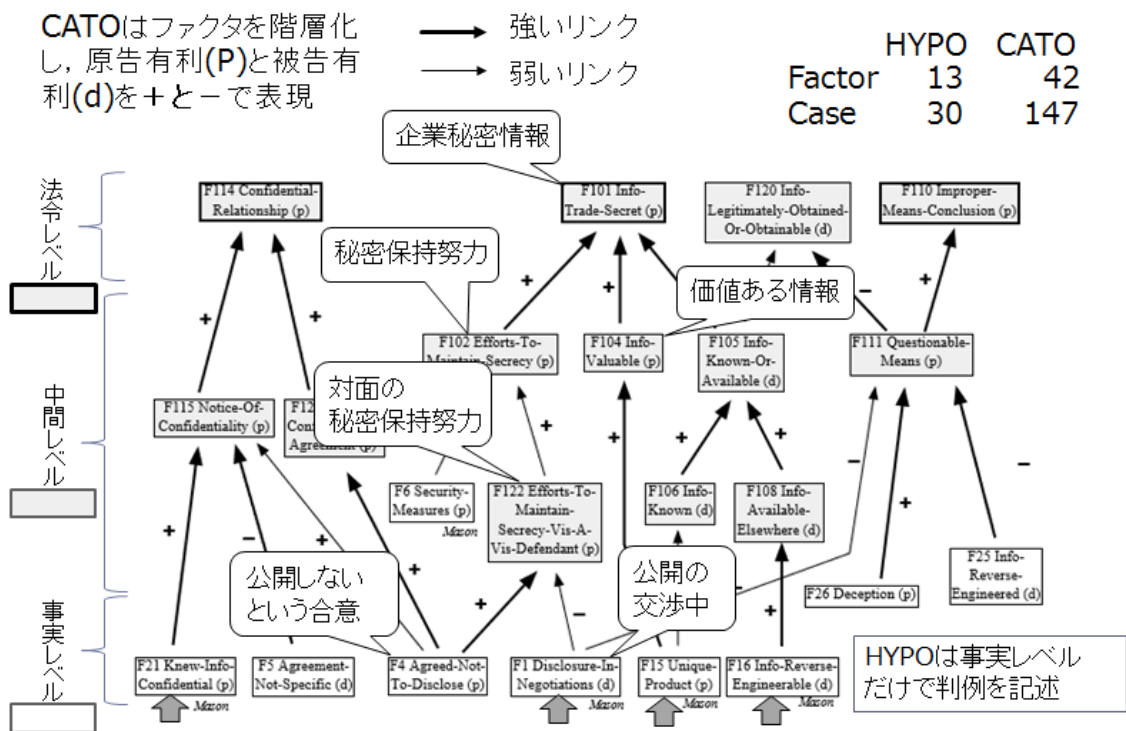 CATOはファクタを階層化
し，原告有利(P)と被告有
利(d)を＋と－で表現
強いリンク
弱いリンク
HYPO CATO
Factor 13 42
Case 30 147
企業秘密情報
法令レベル
F114 Confidential-
Relationship (p)
F101 Info-
Trade-Secret (p)
F120 Info-
Legitimately-Obtained-
Or-Obtainable (d)
F110 Improper-
Means-Conclusion (p)
秘密保持努力
価値ある情報
+
+
+
+
+
－
+
中間レベル
F102 Efforts-To-
Maintain-Secrecy (p)
F104 Info-
Valuable (p)
F105 Info-
Known-Or-
Available (d)
F111 Questionable-
Means (p)
対面の
秘密保持努力
F115 Notice-Of-
Confidentiality (p)
F12
Con
Agreement (p)
+
+
+
+
－
－
F6 Security-
Measures (p)
Mason
F122 Efforts-To-
Maintain-
Secrecy-Vis-A-
Vis-Defendant (p)
F106 Info-
Known (d)
F108 Info-
Available-
Elsewhere (d)
+
－
+
+
+
F25 Info-
Reverse-
Engineered (d)
F26 Deception (p)
公開しない
という合意
公開の
交渉中
+
+
－
－
+
事実レベル
F21 Knew-Info-
Confidential (p)
Mason
F5 Agreement-
Not-Specific (d)
F4 Agreed-Not-
To-Disclose (p)
F1 Disclosure-In-
Negotiations (d)
Mason
F15 Unique-
Product (p)
Mason
F16 Info-Reverse-
Engineerable (d)
Mason
HYPOは事実レベル
だけで判例を記述